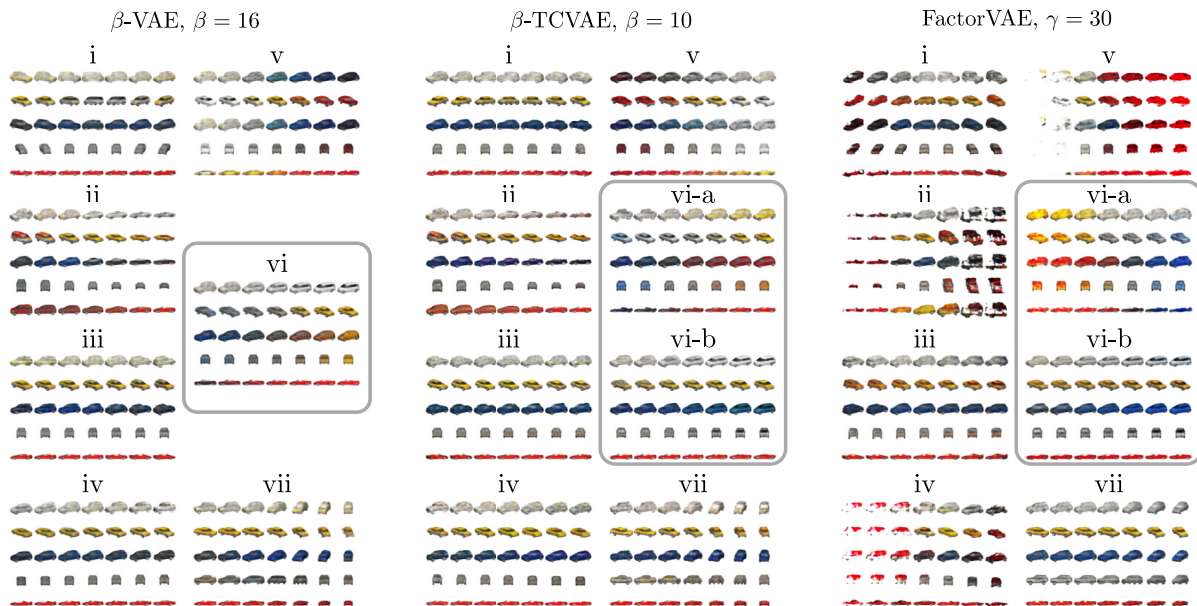 β-VAE, β = 16
β-TCVAE, β = 10
FactorVAE, γ = 30
i v i v i v
ii vi-a ii vi-a
ii vi
iii vi-b iii vi-b
iii
iv vii iv vii iv vii